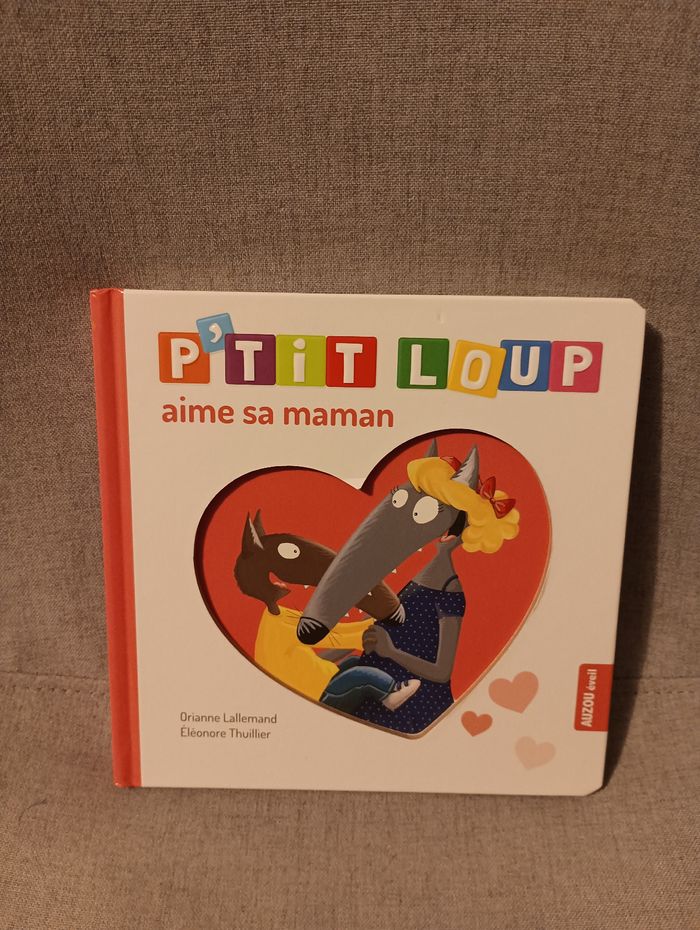 P'TiT LOUP
aime sa maman
Orianne Lallemand
Éléonore Thuillier
AUZOU éveil